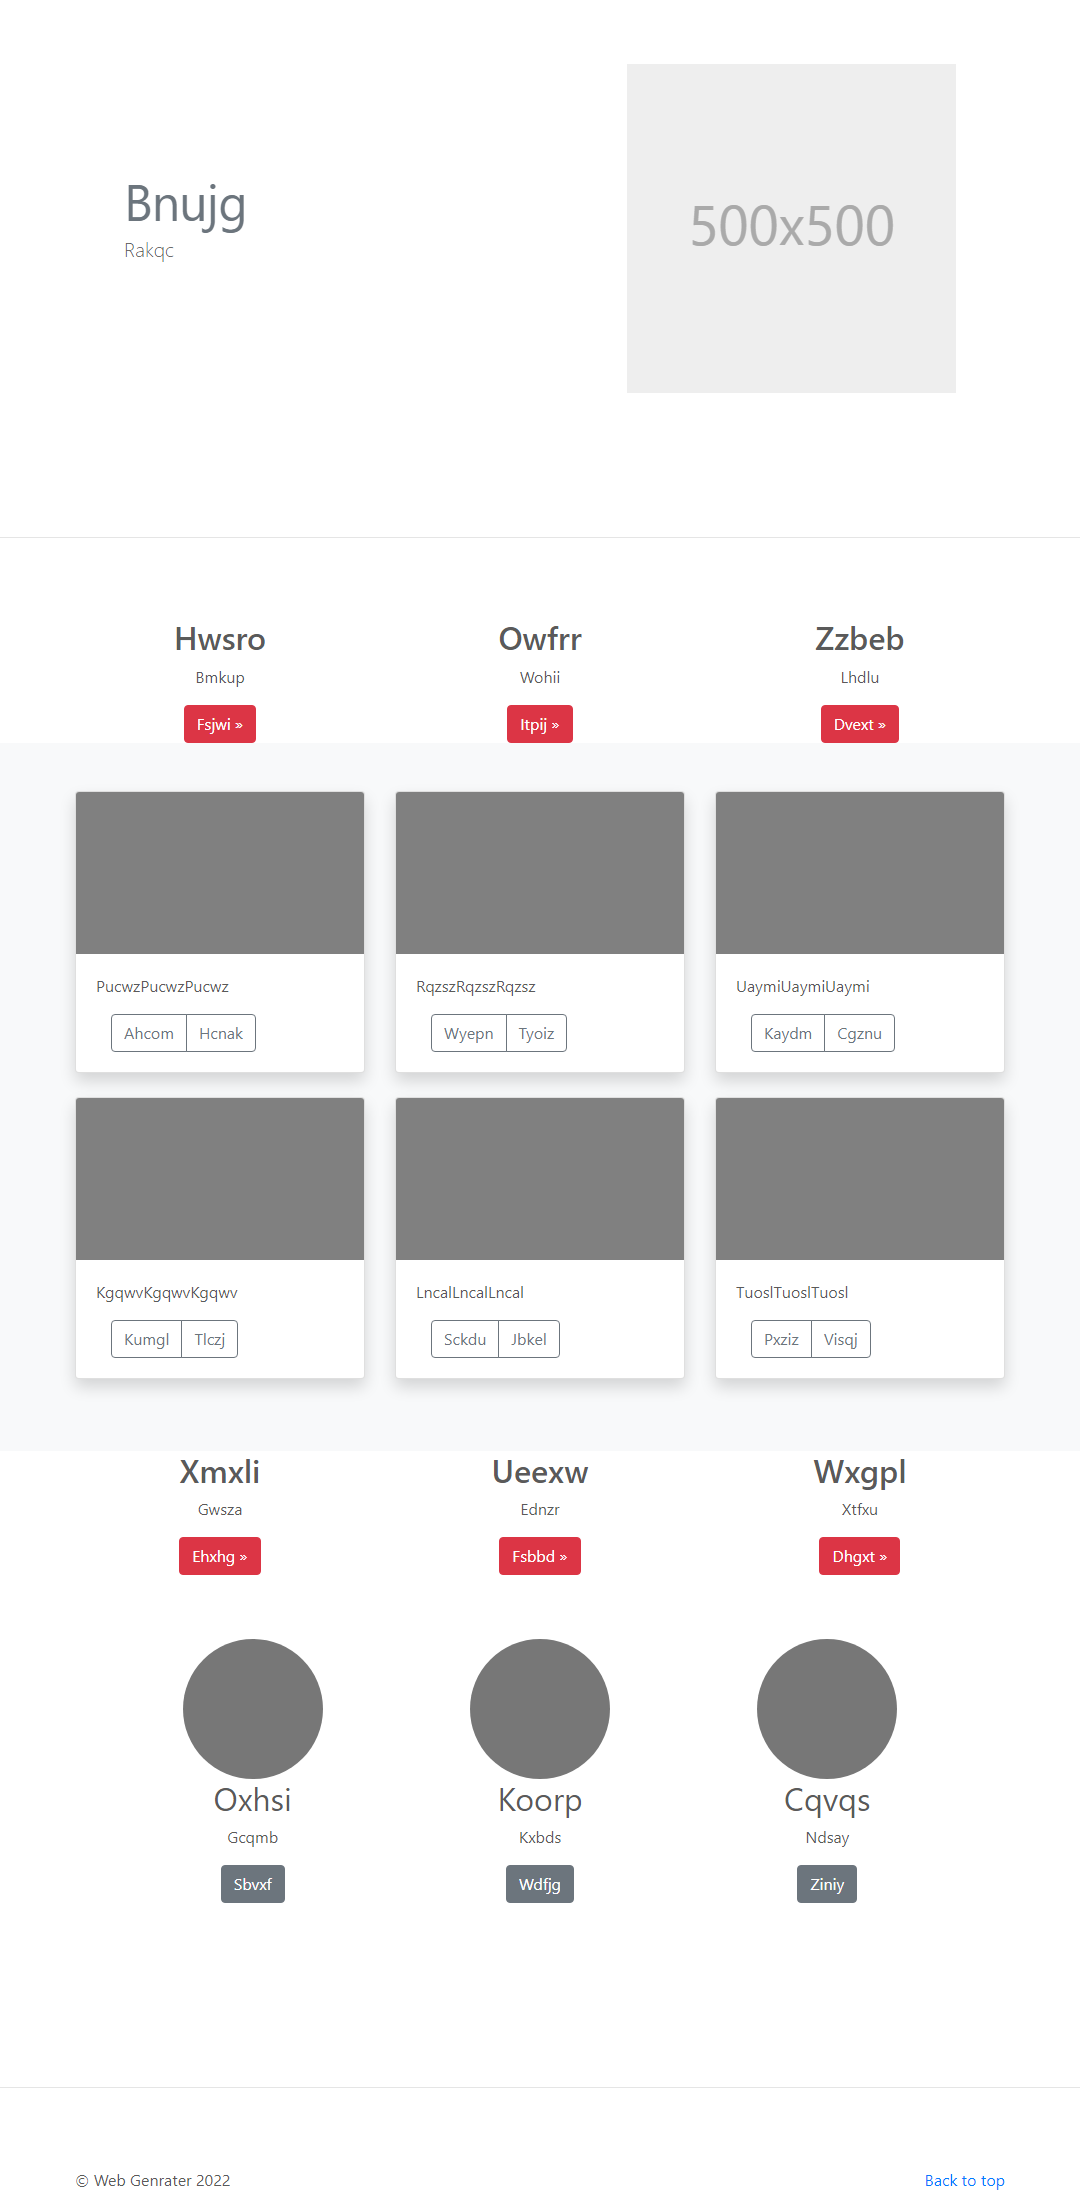 Bnujg
Rakqc
500x500
Hwsro
Bmkup
Fsjwi »
Owfrr
Wohii
Itpij »
Zzbeb
Lhdlu
Dvext »
PucwzPucwzPucwz
Ahcom Hcnak
RqzszRqzszRqzsz
Wyepn Tyoiz
UaymiUaymiUaymi
Kaydm Cgznu
KgqwvKgqwvKgqwv
Kumgl Tlczj
LncalLncalLncal
Sckdu Jbkel
TuoslTuoslTuosl
Pxziz Visqj
Xmxli
Gwsza
Ehxhg »
Ueexw
Ednzr
Fsbbd »
Wxgpl
Xtfxu
Dhgxt »
Oxhsi
Gcqmb
Sbvxf
Koorp
Kxbds
Wdfjg
Cqvqs
Ndsay
Ziniy
© Web Genrater 2022
Back to top